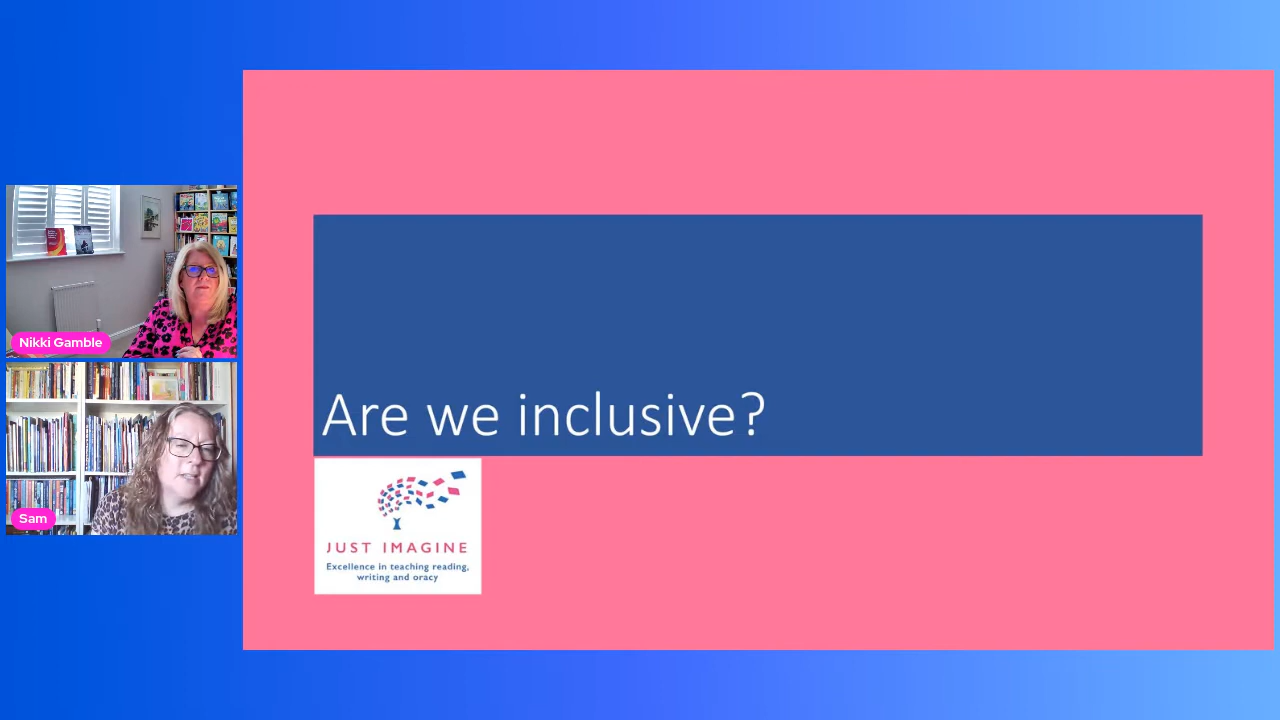 Nikki Gamble
Sam
Are we inclusive?
JUST IMAGINE
Excellence in teaching reading,
writing and oracy